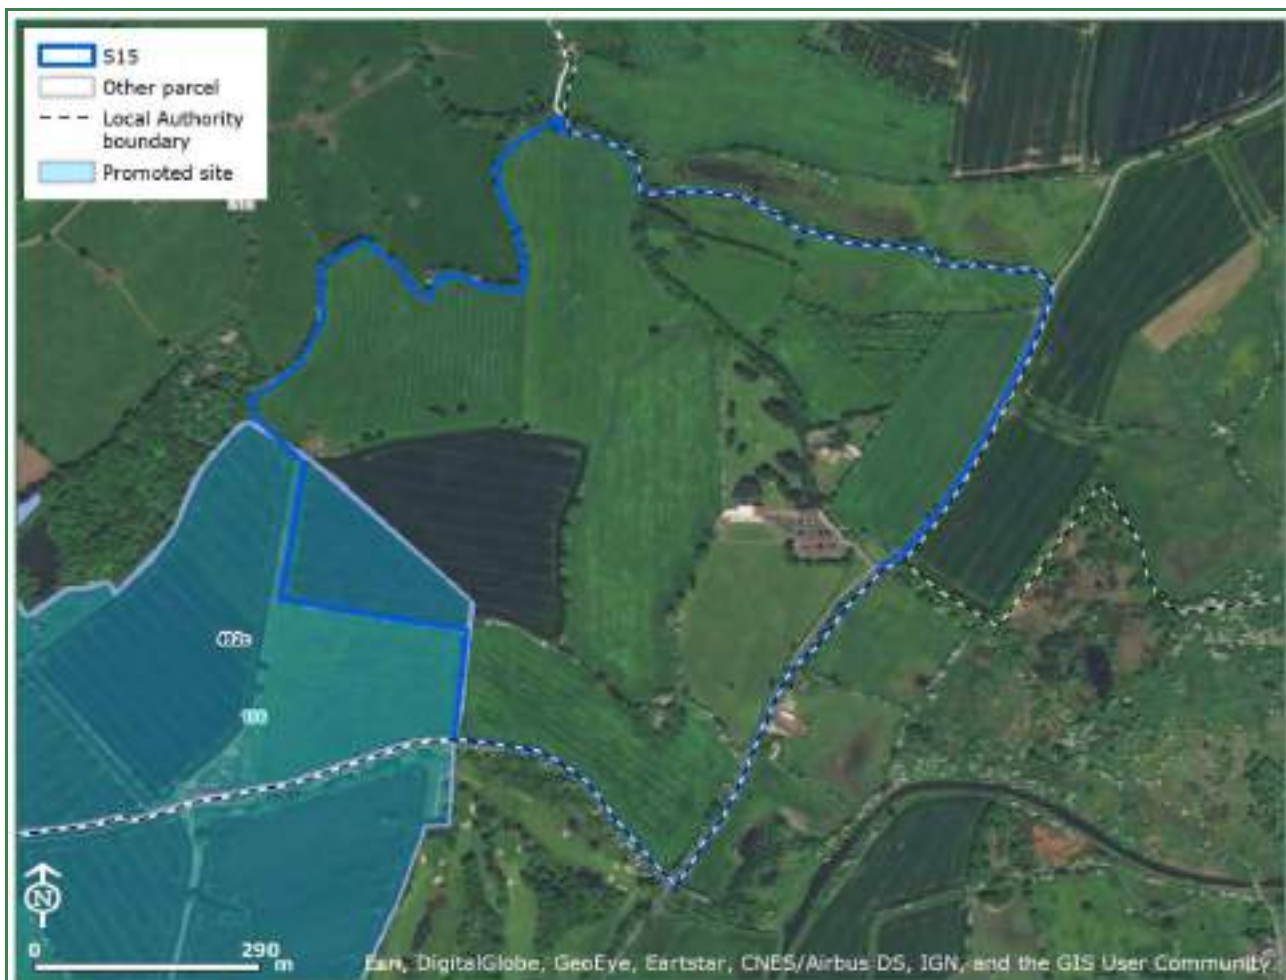 S15
Other parcel
Local Authority
boundary
Promoted site
N
0 290
m
Esri, DigitalGlobe, GeoEye, Eartstar, CNES/Airbus DS, IGN, and the GIS User Community